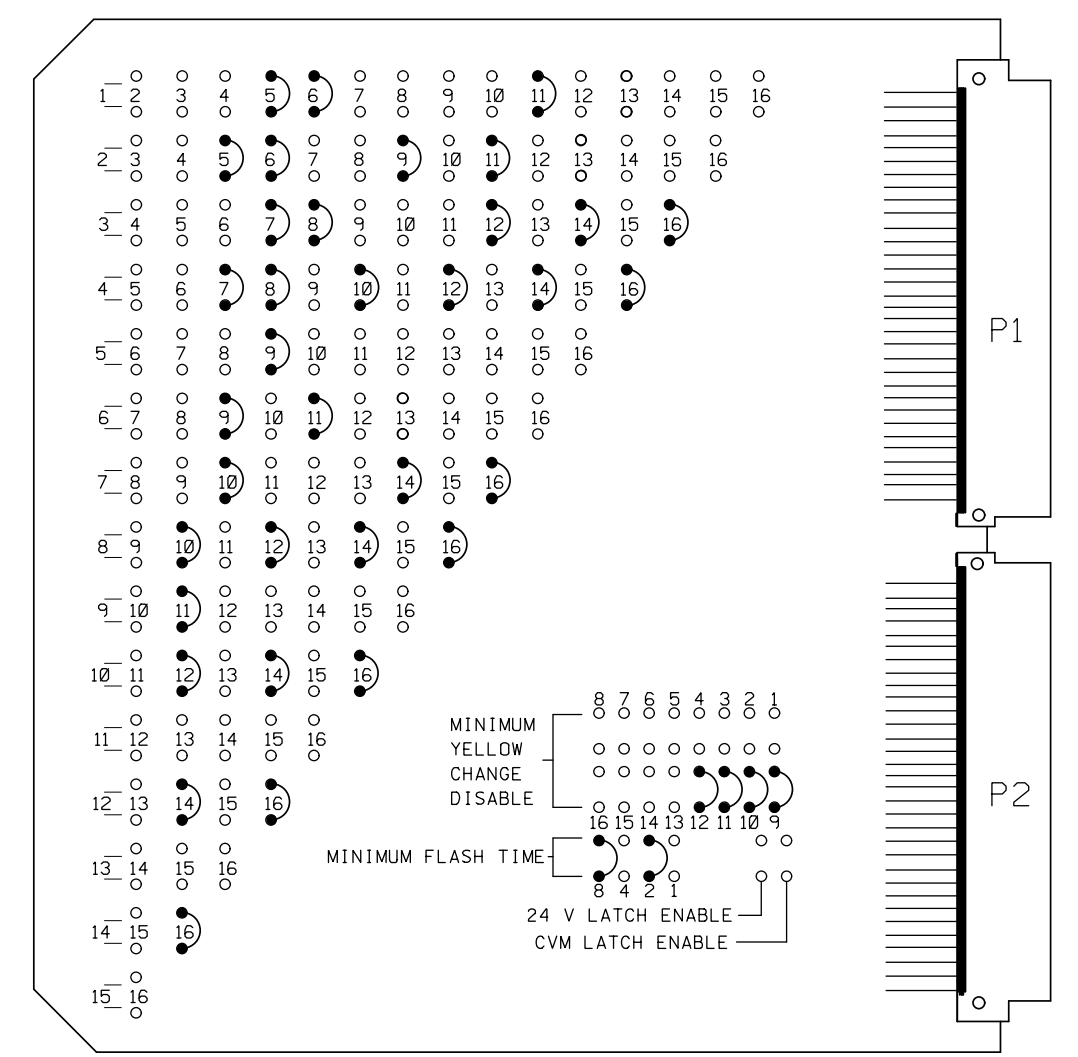 1 2 3 4 5 6 7 8 9 10 11 12 13 14 15 16
2 3 4 5 6 7 8 9 10 11 12 13 14 15 16
3 4 5 6 7 8 9 10 11 12 13 14 15 16
4 5 6 7 8 9 10 11 12 13 14 15 16
5 6 7 8 9 10 11 12 13 14 15 16
6 7 8 9 10 11 12 13 14 15 16
7 8 9 10 11 12 13 14 15 16
8 9 10 11 12 13 14 15 16
9 10 11 12 13 14 15 16
10 11 12 13 14 15 16
11 12 13 14 15 16
12 13 14 15 16
13 14 15 16
14 15 16
15 16
8 7 6 5 4 3 2 1
MINIMUM
YELLOW
CHANGE
DISABLE
16 15 14 13 12 11 10 9
MINIMUM FLASH TIME
8 4 2 1
24 V LATCH ENABLE
CVM LATCH ENABLE
P1
P2